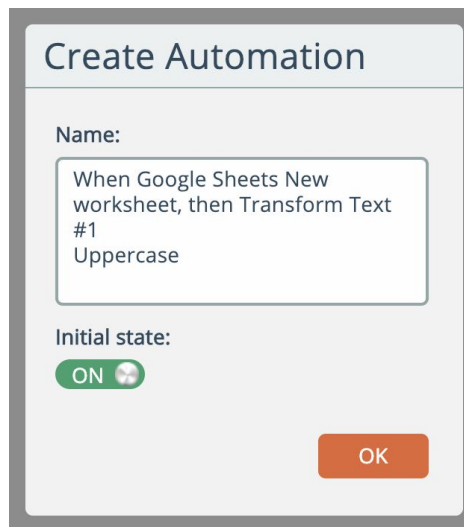 Create Automation
Name:
When Google Sheets New
worksheet, then Transform Text
#1
Uppercase
Initial state:
ON
OK